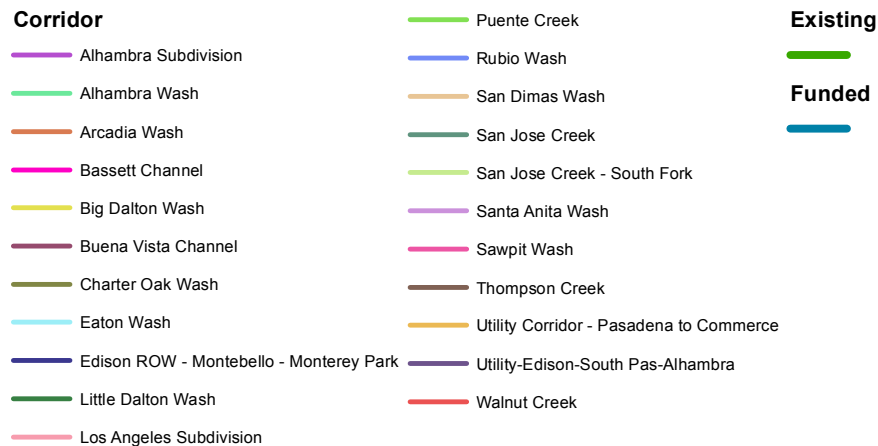 Corridor
Alhambra Subdivision
Alhambra Wash
Arcadia Wash
Bassett Channel
Big Dalton Wash
Buena Vista Channel
Charter Oak Wash
Eaton Wash
Edison ROW - Montebello - Monterey Park
Little Dalton Wash
Los Angeles Subdivision
Puente Creek
Rubio Wash
San Dimas Wash
San Jose Creek
San Jose Creek - South Fork
Santa Anita Wash
Sawpit Wash
Thompson Creek
Utility Corridor - Pasadena to Commerce
Utility-Edison-South Pas-Alhambra
Walnut Creek
Existing
Funded